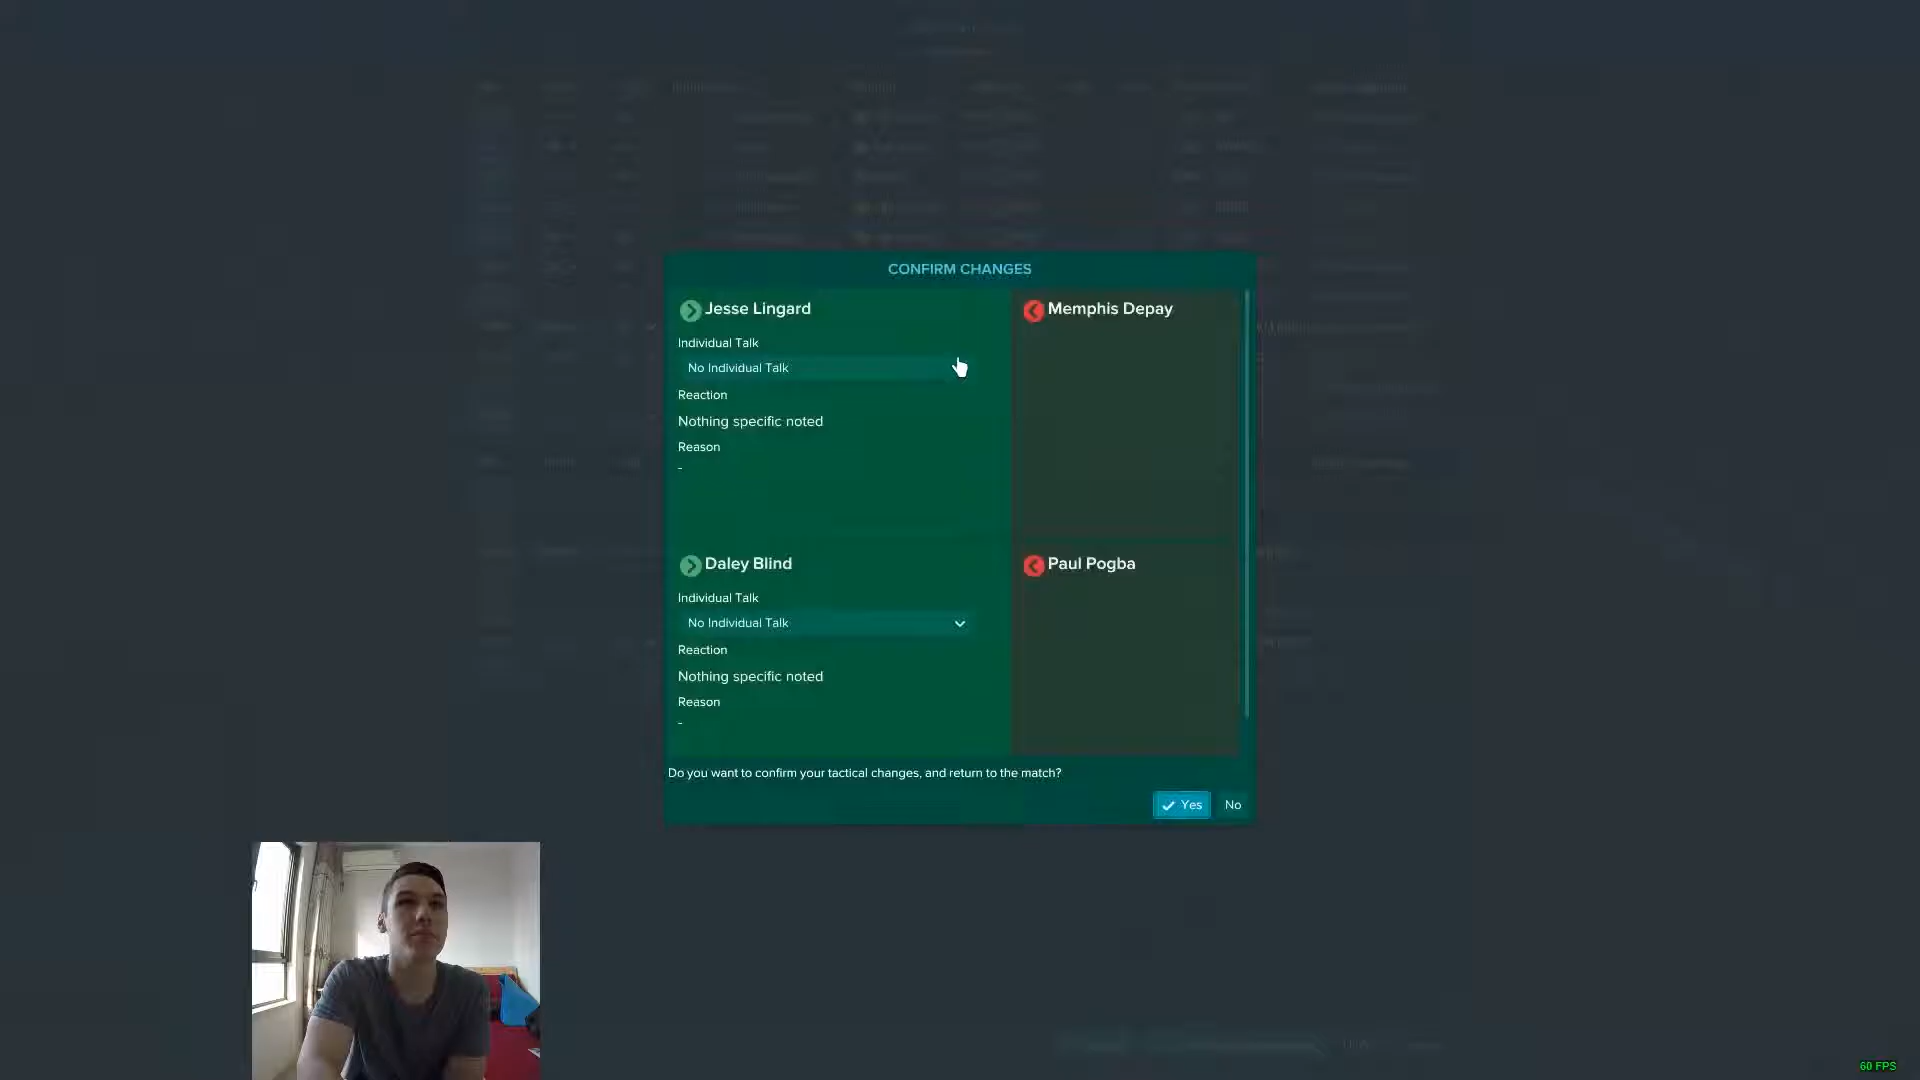 CONFIRM CHANGES
Jesse Lingard
Memphis Depay
Individual Talk
No Individual Talk
Reaction
Nothing specific noted
Reason
-
Daley Blind
Paul Pogba
Individual Talk
No Individual Talk
Reaction
Nothing specific noted
Reason
-
Do you want to confirm your tactical changes, and return to the match?
Yes
No
60 FPS